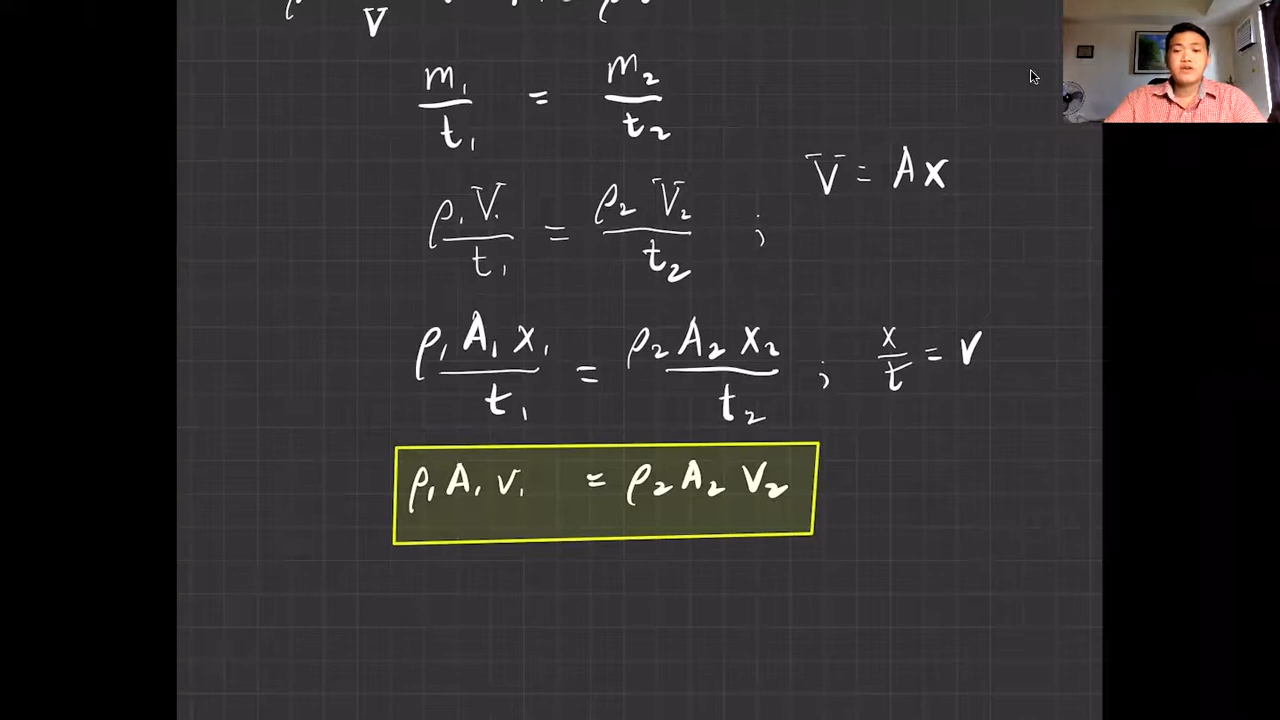 V
m₁/t₁ = m₂/t₂
V = Ax
ρ₁V₁/t₁ = ρ₂V₂/t₂ ;
ρ₁A₁x₁/t₁ = ρ₂A₂x₂/t₂ ; x/t = v
ρ₁A₁v₁ = ρ₂A₂v₂